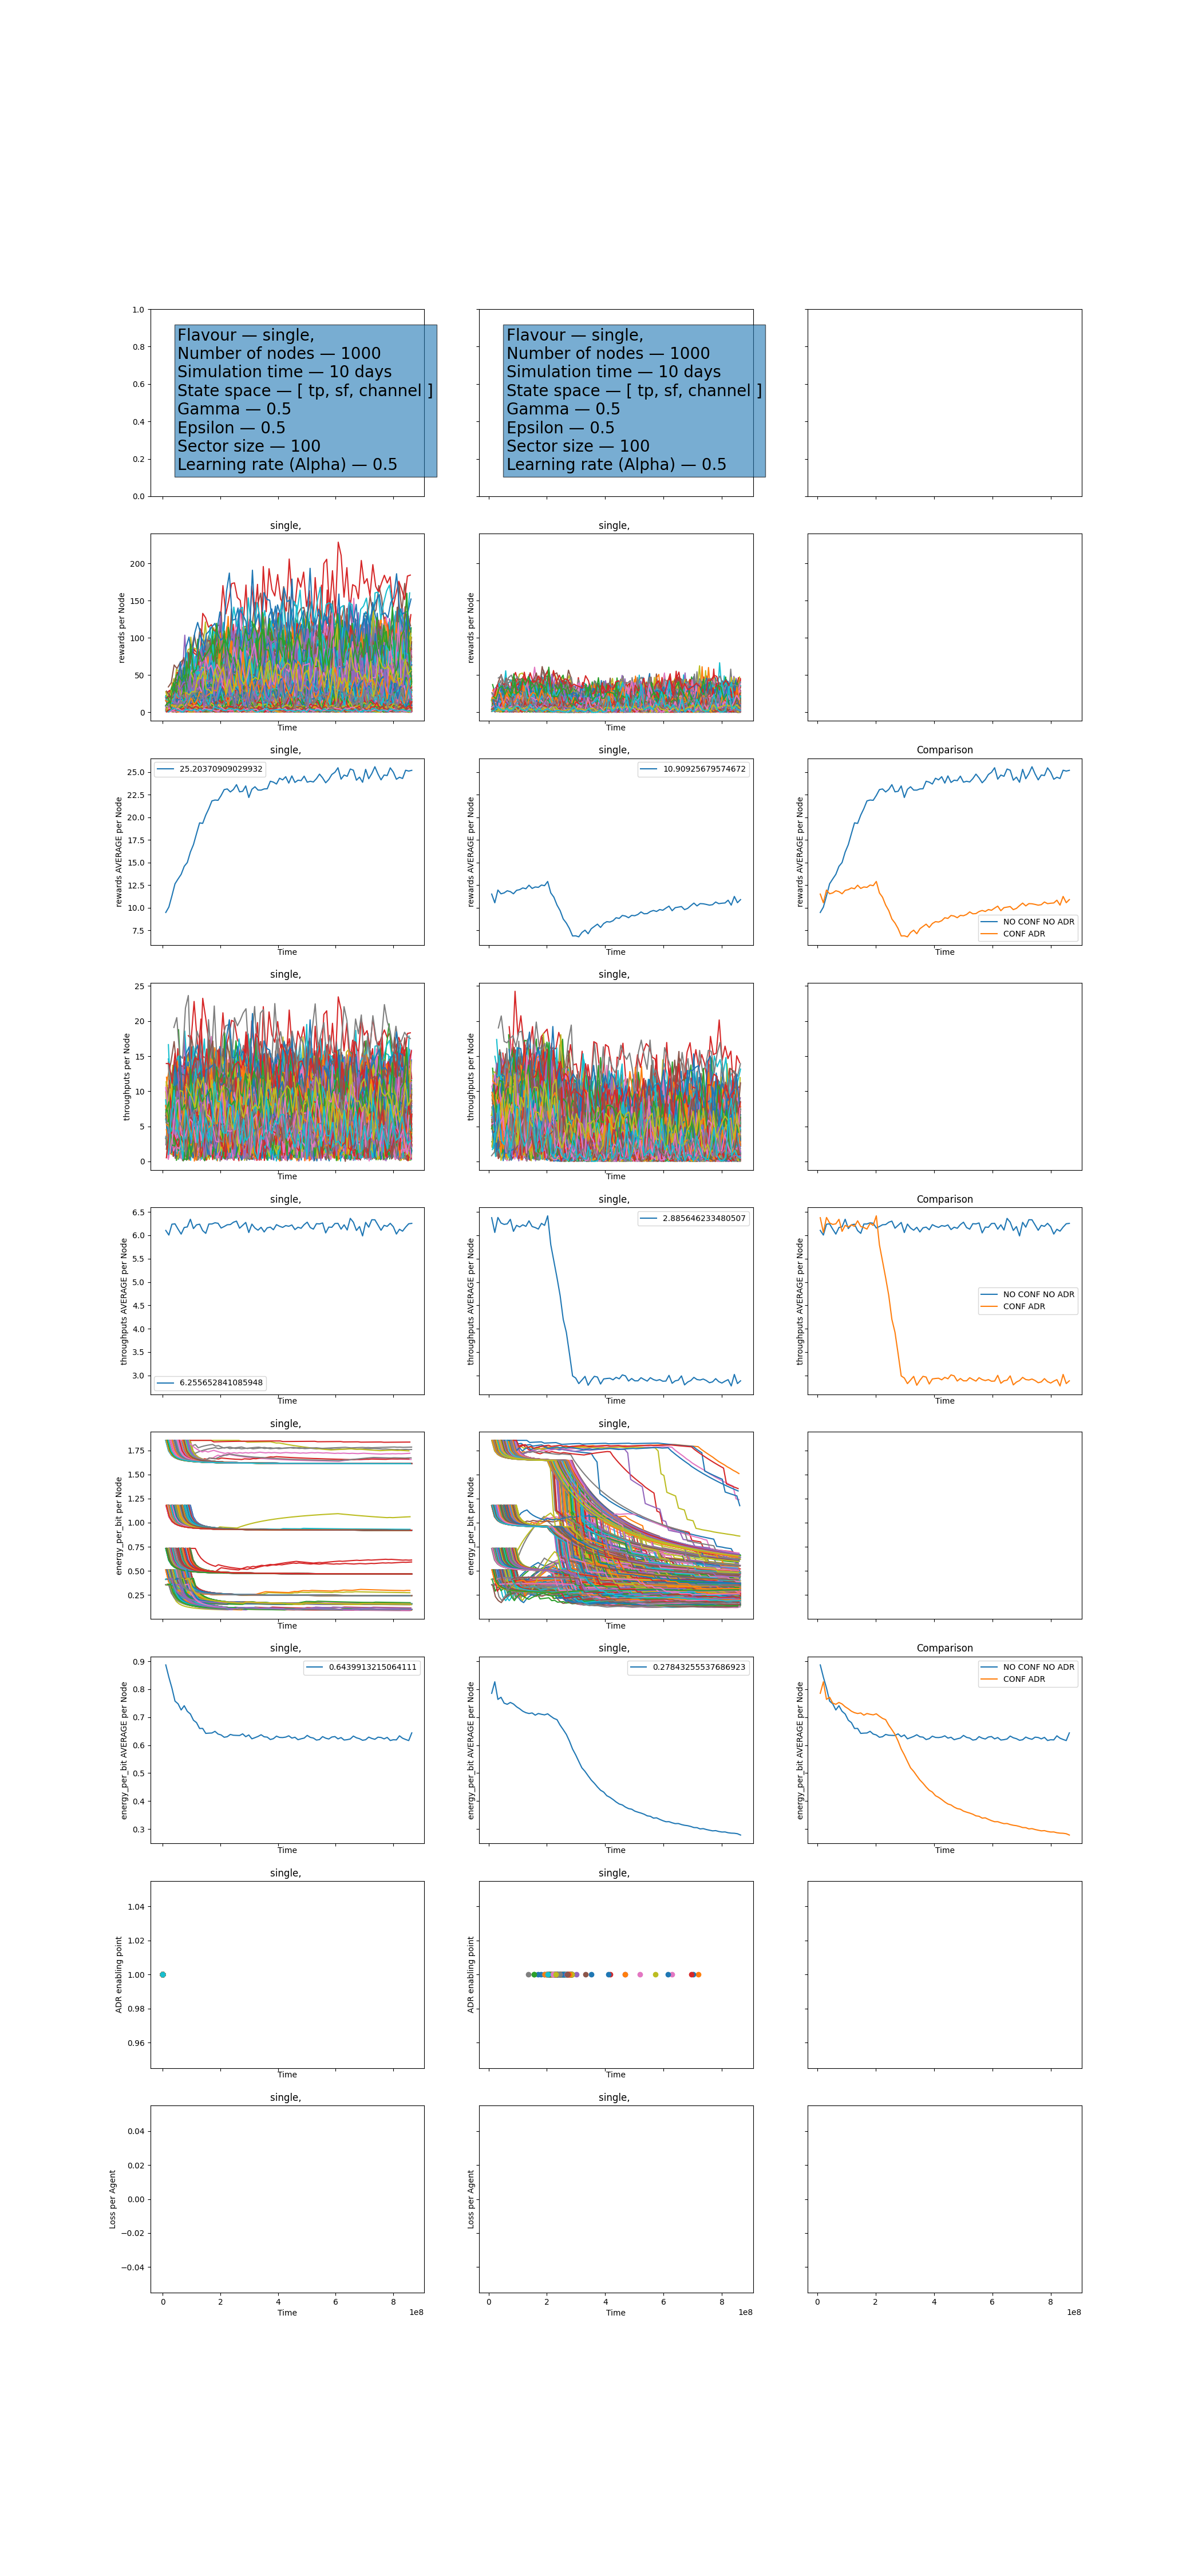 1.0
0.8
0.6
0.4
0.2
0.0
Flavour — single,
Number of nodes — 1000
Simulation time — 10 days
State space — [ tp, sf, channel ]
Gamma — 0.5
Epsilon — 0.5
Sector size — 100
Learning rate (Alpha) — 0.5
Flavour — single,
Number of nodes — 1000
Simulation time — 10 days
State space — [ tp, sf, channel ]
Gamma — 0.5
Epsilon — 0.5
Sector size — 100
Learning rate (Alpha) — 0.5
single,
rewards per Node
200
150
100
50
0
Time
single,
rewards per Node
Time
single,
rewards AVERAGE per Node
25.0
22.5
20.0
17.5
15.0
12.5
10.0
7.5
25.20370909029932
Time
single,
rewards AVERAGE per Node
10.90925679574672
Time
Comparison
rewards AVERAGE per Node
NO CONF NO ADR
CONF ADR
Time
single,
throughputs per Node
25
20
15
10
5
0
Time
single,
throughputs per Node
Time
single,
throughputs AVERAGE per Node
6.5
6.0
5.5
5.0
4.5
4.0
3.5
3.0
6.255652841085948
Time
single,
throughputs AVERAGE per Node
2.885646233480507
Time
Comparison
throughputs AVERAGE per Node
NO CONF NO ADR
CONF ADR
Time
single,
energy_per_bit per Node
1.75
1.50
1.25
1.00
0.75
0.50
0.25
Time
single,
energy_per_bit per Node
Time
single,
energy_per_bit AVERAGE per Node
0.9
0.8
0.7
0.6
0.5
0.4
0.3
0.6439913215064111
Time
single,
energy_per_bit AVERAGE per Node
0.27843255537686923
Time
Comparison
energy_per_bit AVERAGE per Node
NO CONF NO ADR
CONF ADR
Time
single,
ADR enabling point
1.04
1.02
1.00
0.98
0.96
Time
single,
ADR enabling point
Time
single,
Loss per Agent
0.04
0.02
0.00
−0.02
−0.04
0 2 4 6 8
1e8
Time
single,
Loss per Agent
0 2 4 6 8
1e8
Time
0 2 4 6 8
1e8